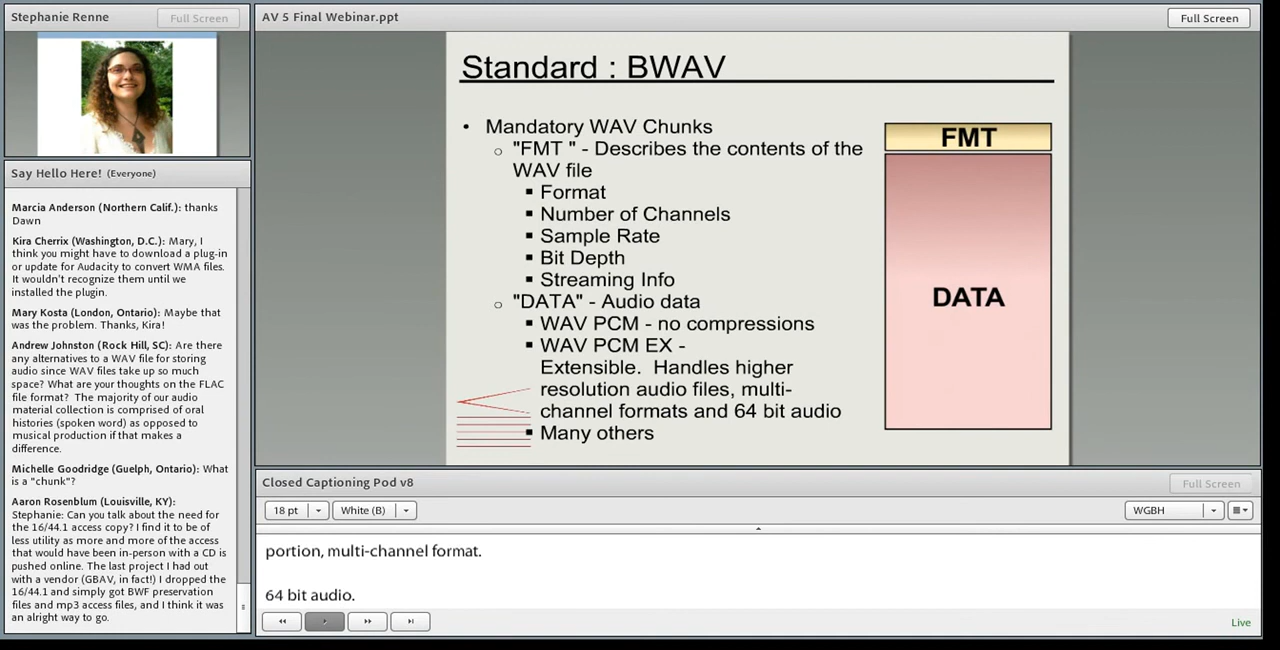 Stephanie Renne
Full Screen
Say Hello Here! (Everyone)
Marcia Anderson (Northern Calif.): thanks
Dawn
Kira Cherrix (Washington, D.C.): Mary, I
think you might have to download a plug-in
or update for Audacity to convert WMA files.
It wouldn't recognize them until we
installed the plugin.
Mary Kosta (London, Ontario): Maybe that
was the problem. Thanks, Kira!
Andrew Johnston (Rock Hill, SC): Are there
any alternatives to a WAV file for storing
audio since WAV files take up so much
space? What are your thoughts on the FLAC
file format? The majority of our audio
material collection is comprised of oral
histories (spoken word) as opposed to
musical production if that makes a
difference.
Michelle Goodridge (Guelph, Ontario): What
is a "chunk"?
Aaron Rosenblum (Louisville, KY):
Stephanie: Can you talk about the need for
the 16/44.1 access copy? I find it to be of
less utility as more and more of the access
that would have been in-person with a CD is
pushed online. The last project I had out
with a vendor (GBAV, in fact!) I dropped the
16/44.1 and simply got BWF preservation
files and mp3 access files, and I think it was
an alright way to go.
AV 5 Final Webinar.ppt
Full Screen
Standard : BWAV
• Mandatory WAV Chunks
○ "FMT " - Describes the contents of the
WAV file
▪ Format
▪ Number of Channels
▪ Sample Rate
▪ Bit Depth
▪ Streaming Info
○ "DATA" - Audio data
▪ WAV PCM - no compressions
▪ WAV PCM EX -
Extensible. Handles higher
resolution audio files, multi-
channel formats and 64 bit audio
▪ Many others
FMT
DATA
Closed Captioning Pod v8
Full Screen
18 pt
White (B)
WGBH
portion, multi-channel format.
64 bit audio.
Live